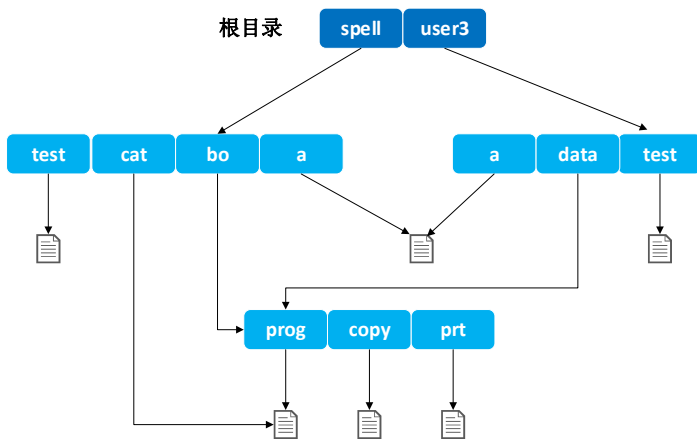 根目录 spell user3
test cat bo a a data test
prog copy prt